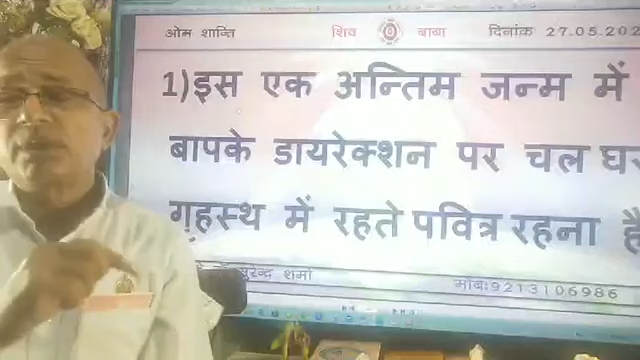 ओम शान्ति शिव बाबा दिनांक 27.05.202
1)इस एक अन्तिम जन्म में
बापके डायरेक्शन पर चल घर
गृहस्थ में रहते पवित्र रहना है
सुरेन्द्र शर्मा मोबः9213106986